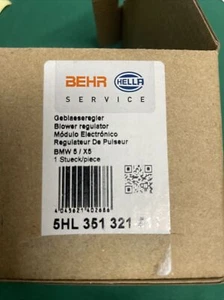 BEHR HELLA
SERVICE
Geblaeseregler
Blower regulator
Módulo Electrónico
Regulateur De Pulseur
BMW 5 / X5
1 Stueck/piece
5HL 351 321